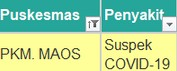 Puskesmas Penyakit
PKM. MAOS Suspek
COVID-19